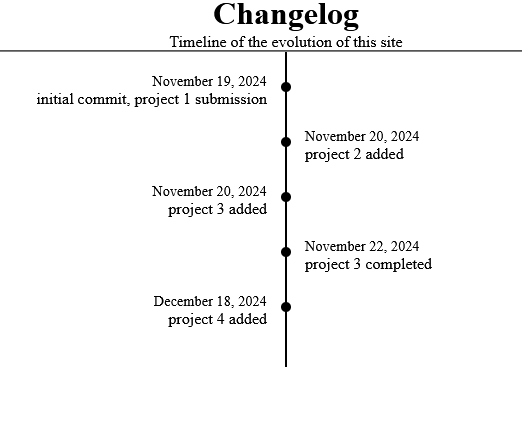 Changelog
Timeline of the evolution of this site
November 19, 2024
initial commit, project 1 submission
November 20, 2024
project 2 added
November 20, 2024
project 3 added
November 22, 2024
project 3 completed
December 18, 2024
project 4 added